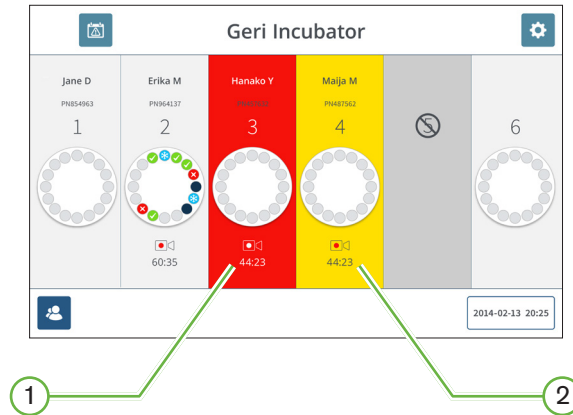 Geri Incubator
Jane D
PN854963
1
Erika M
PN964137
2
60:35
Hanako Y
3
44:23
Maija M
PN487562
4
44:23
5
6
2014-02-13 20:25
1
2